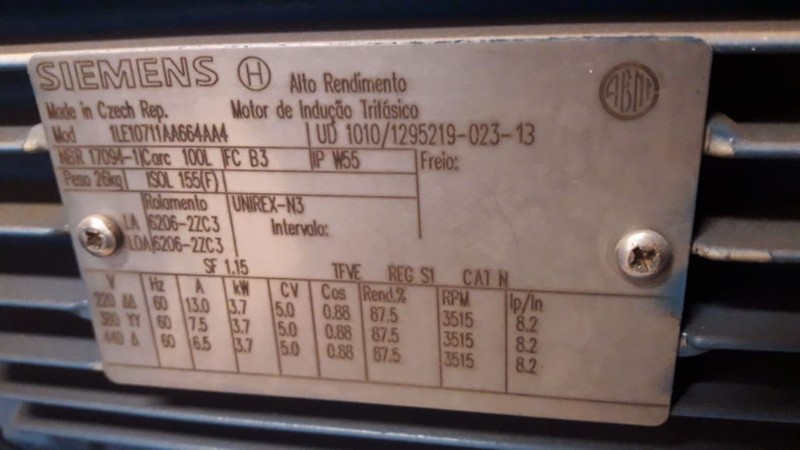 SIEMENS H Alto Rendimento ABNT
Made in Czech Rep. Motor de Indução Trifásico
Mod 1LE10711AA664AA4 UD 1010/1295219-023-13
NBR 17094-1 Carc 100L FC B3 IP W55 Freio:
Peso 26kg ISOL 155(F)
Rolamento UNIREX-N3
LA 6206-2ZC3 Intervalo:
LOA 6206-2ZC3
SF 1.15 TFVE REG S1 CAT N
V Hz A kW CV Cos Rend.% RPM Ip/In
220 ΔΔ 60 13.0 3.7 5.0 0.88 87.5 3515 8.2
380 YY 60 7.5 3.7 5.0 0.88 87.5 3515 8.2
440 Δ 60 6.5 3.7 5.0 0.88 87.5 3515 8.2